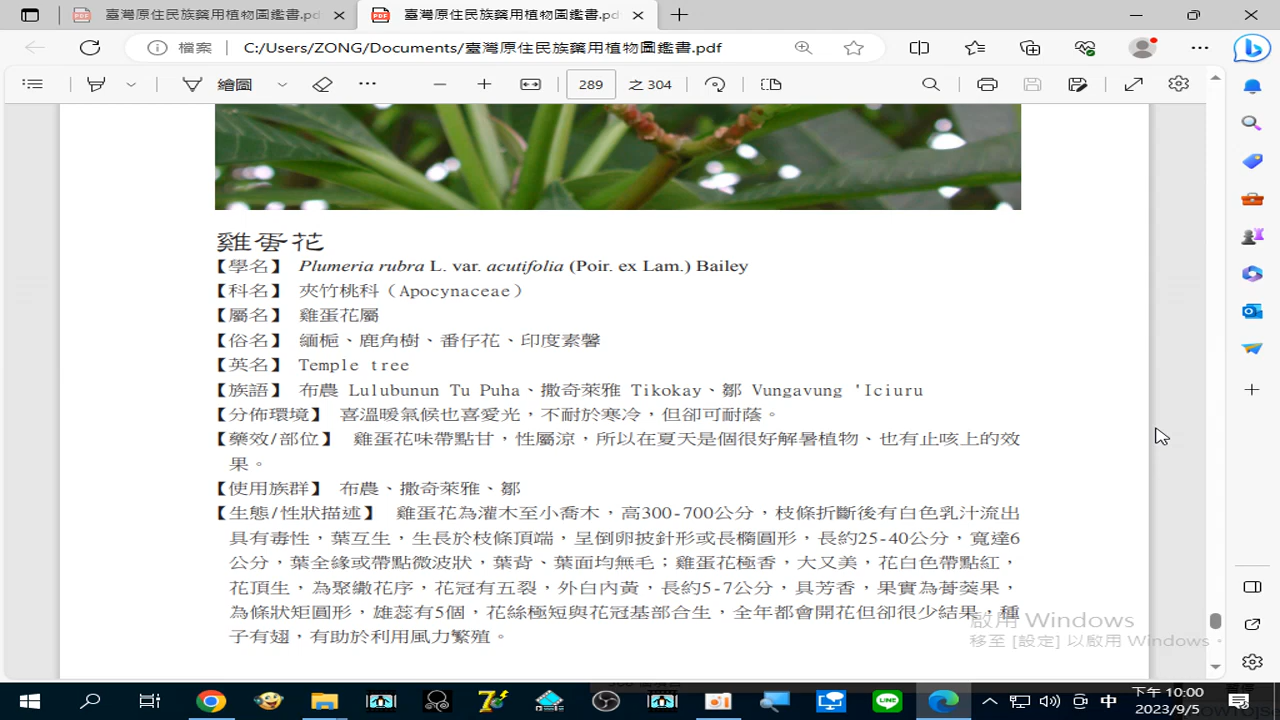 臺灣原住民族藥用植物圖鑑書.pd
臺灣原住民族藥用植物圖鑑書.pdf
檔案
C:/Users/ZONG/Documents/臺灣原住民族藥用植物圖鑑書.pdf
繪圖
289
之 304
雞蛋花
【學名】 Plumeria rubra L. var. acutifolia (Poir. ex Lam.) Bailey
【科名】 夾竹桃科（Apocynaceae）
【屬名】 雞蛋花屬
【俗名】 緬梔、鹿角樹、番仔花、印度素馨
【英名】 Temple tree
【族語】 布農 Lulubunun Tu Puha、撒奇萊雅 Tikokay、鄒 Vungavung 'Iciuru
【分佈環境】 喜溫暖氣候也喜愛光，不耐於寒冷，但卻可耐蔭。
【藥效/部位】 雞蛋花味帶點甘，性屬涼，所以在夏天是個很好解暑植物、也有止咳上的效
果。
【使用族群】 布農、撒奇萊雅、鄒
【生態/性狀描述】 雞蛋花為灌木至小喬木，高300-700公分，枝條折斷後有白色乳汁流出
具有毒性，葉互生，生長於枝條頂端，呈倒卵披針形或長橢圓形，長約25-40公分，寬達6
公分，葉全緣或帶點微波狀，葉背、葉面均無毛；雞蛋花極香，大又美，花白色帶點紅，
花頂生，為聚繖花序，花冠有五裂，外白內黃，長約5-7公分，具芳香，果實為蓇葖果，
為條狀矩圓形，雄蕊有5個，花絲極短與花冠基部合生，全年都會開花但卻很少結果，種
子有翅，有助於利用風力繁殖。
啟用 Windows
移至 [設定] 以啟用 Windows。
中
下午 10:00
2023/9/5